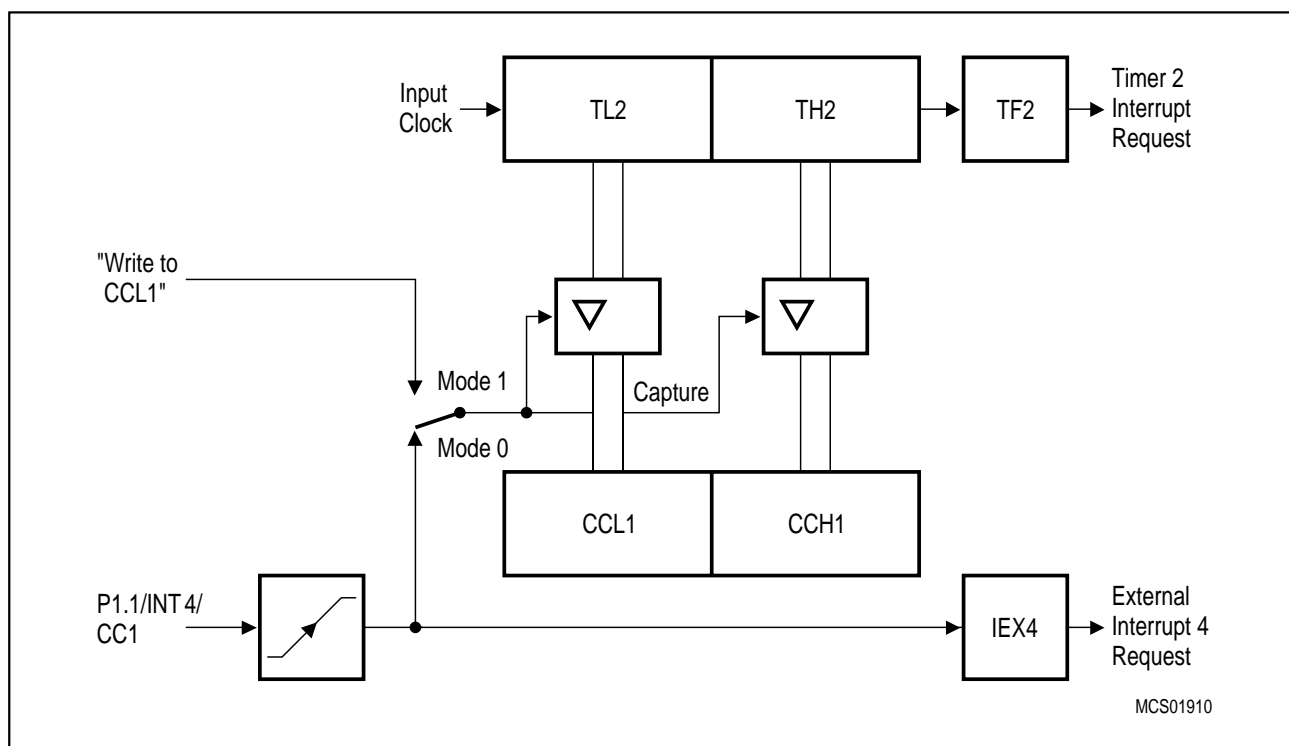 Input
Clock
TL2
TH2
TF2
Timer 2
Interrupt
Request
"Write to
CCL1"
Mode 1
Mode 0
Capture
CCL1
CCH1
P1.1/INT 4/
CC1
IEX4
External
Interrupt 4
Request
MCS01910